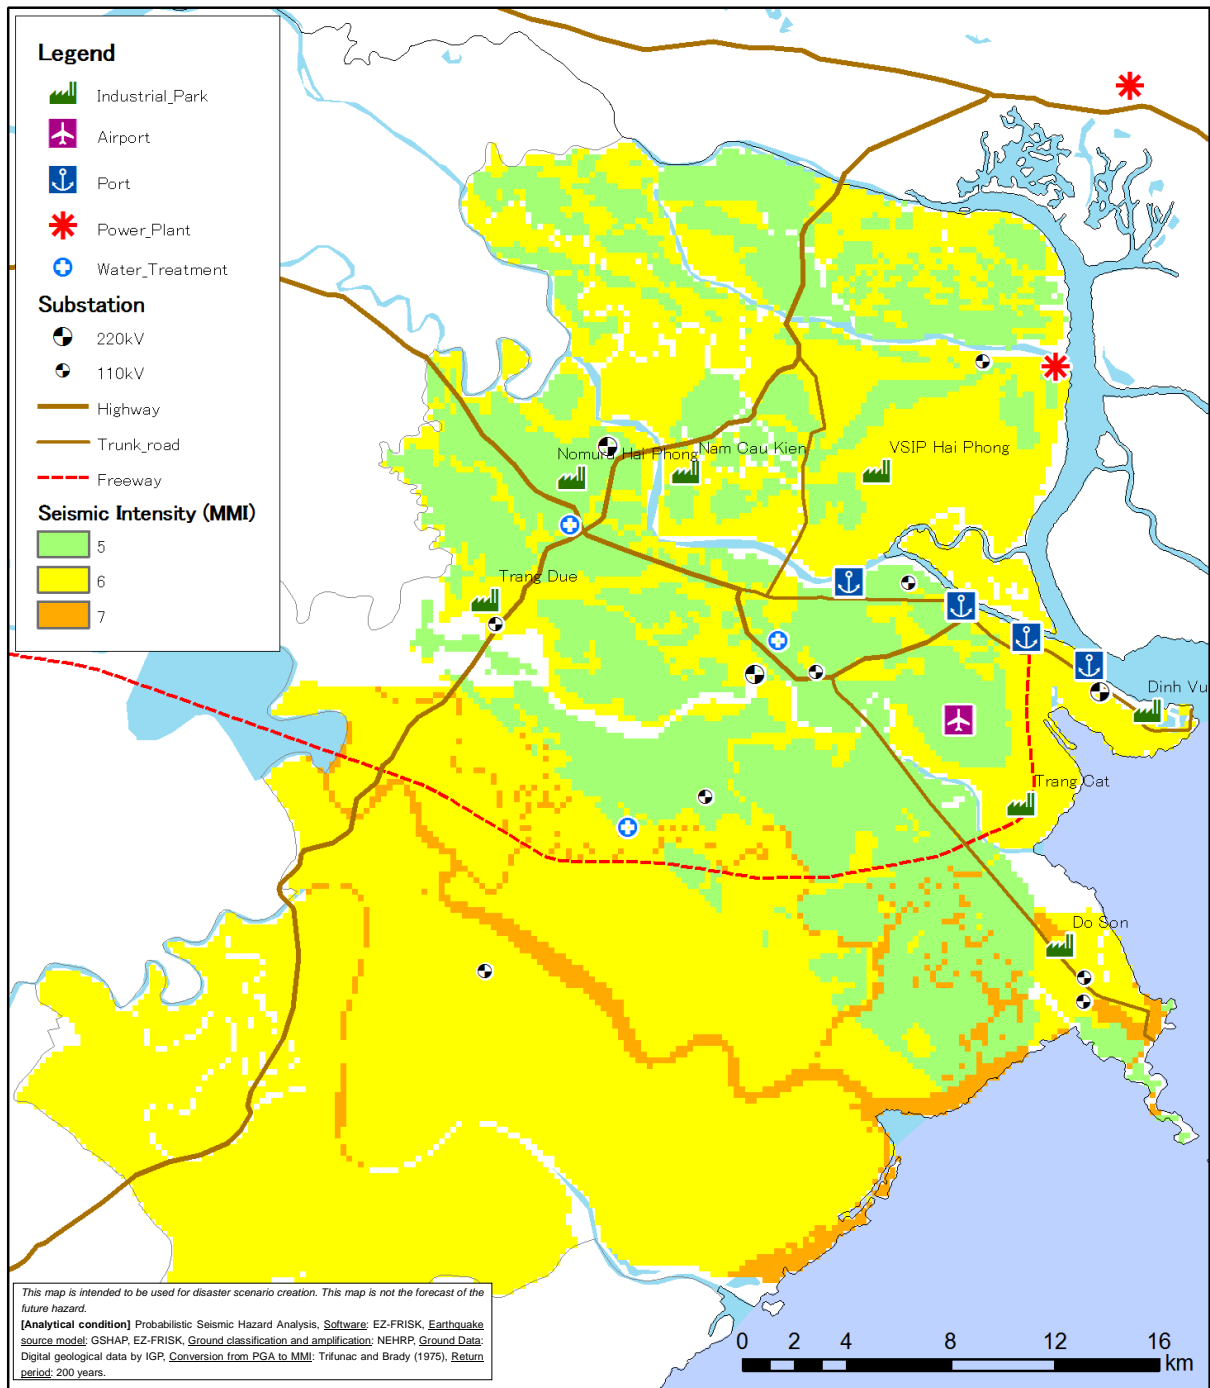 Legend
Industrial_Park
Airport
Port
Power_Plant
Water_Treatment
Substation
220kV
110kV
Highway
Trunk_road
Freeway
Seismic Intensity (MMI)
5
6
7
Nomura Hai Phong
Nam Cau Kien
VSIP Hai Phong
Trang Due
Dinh Vu
Trang Cat
Do Son
This map is intended to be used for disaster scenario creation. This map is not the forecast of the
future hazard.
[Analytical condition] Probabilistic Seismic Hazard Analysis, Software: EZ-FRISK, Earthquake
source model: GSHAP, EZ-FRISK, Ground classification and amplification: NEHRP, Ground Data:
Digital geological data by IGP, Conversion from PGA to MMI: Trifunac and Brady (1975), Return
period: 200 years.
0 2 4 8 12 16
km